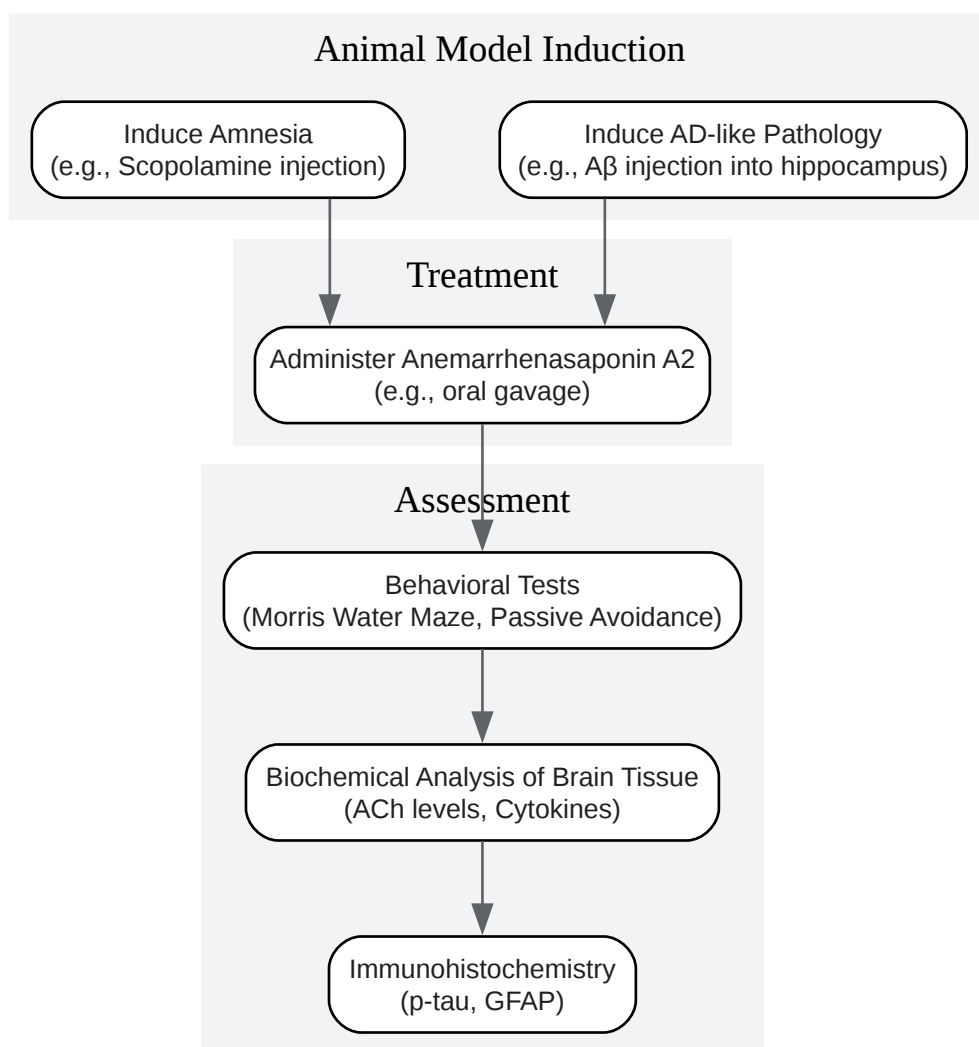 Animal Model Induction
Induce Amnesia
(e.g., Scopolamine injection)
Induce AD-like Pathology
(e.g., Aβ injection into hippocampus)
Treatment
Administer Anemarrhenasaponin A2
(e.g., oral gavage)
Assessment
Behavioral Tests
(Morris Water Maze, Passive Avoidance)
Biochemical Analysis of Brain Tissue
(ACh levels, Cytokines)
Immunohistochemistry
(p-tau, GFAP)